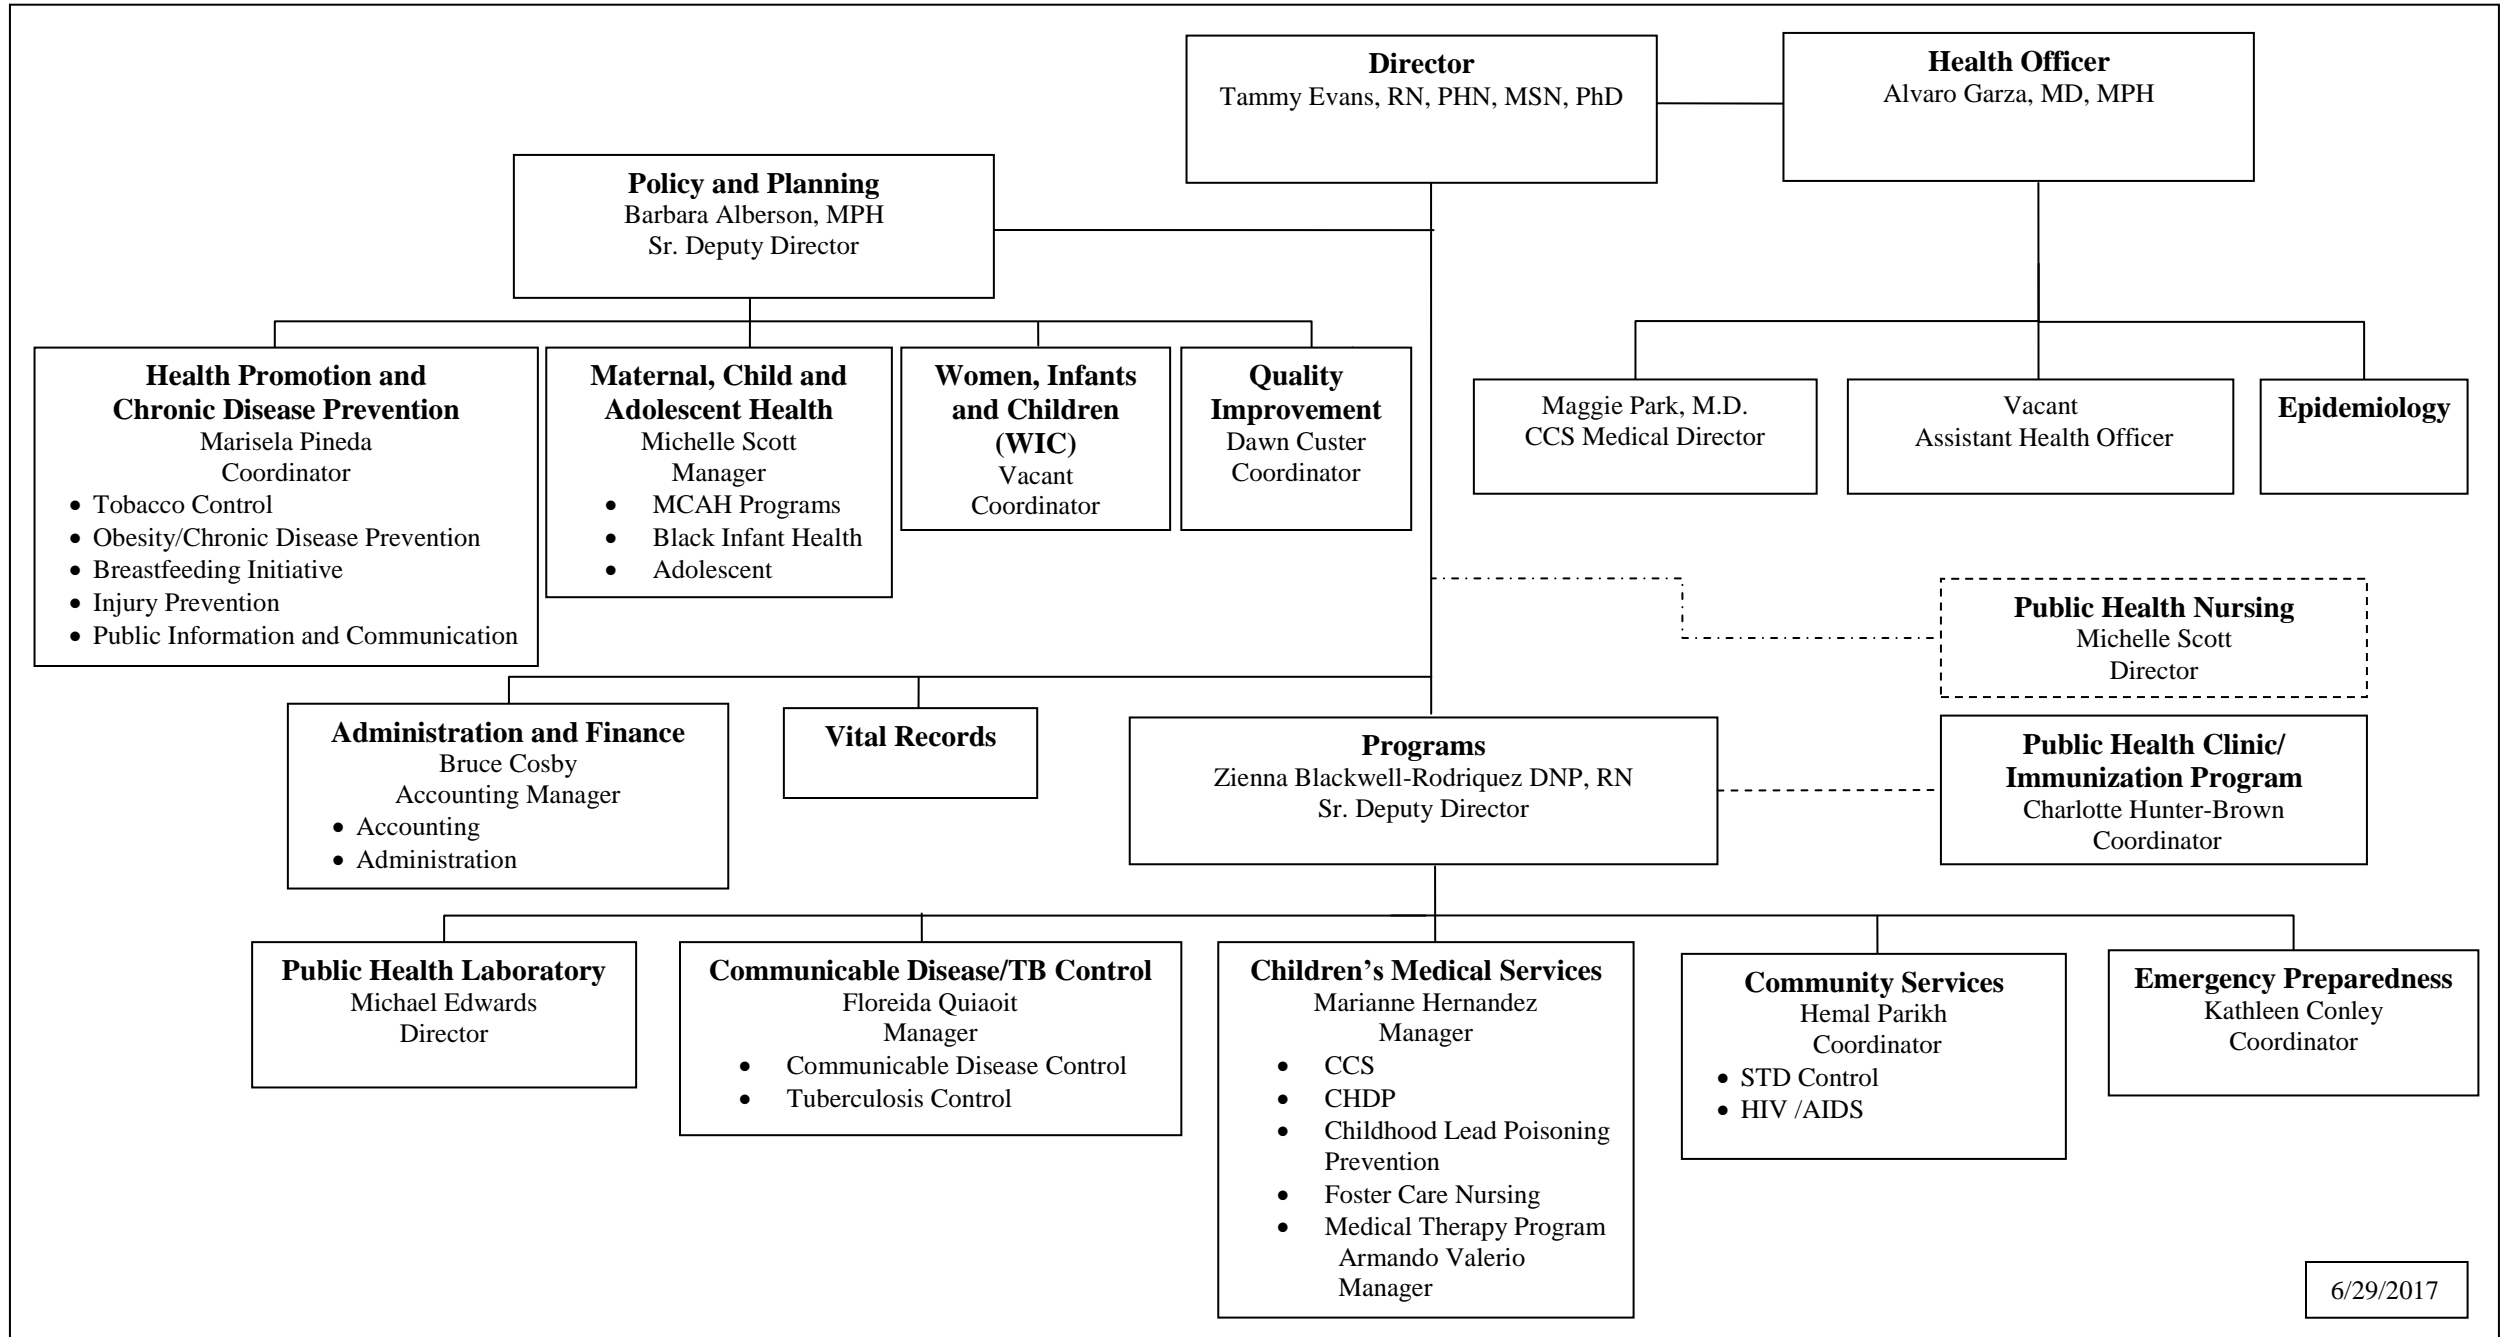 Director
Tammy Evans, RN, PHN, MSN, PhD
Health Officer
Alvaro Garza, MD, MPH
Policy and Planning
Barbara Alberson, MPH
Sr. Deputy Director
Health Promotion and
Chronic Disease Prevention
Marisela Pineda
Coordinator
• Tobacco Control
• Obesity/Chronic Disease Prevention
• Breastfeeding Initiative
• Injury Prevention
• Public Information and Communication
Maternal, Child and
Adolescent Health
Michelle Scott
Manager
• MCAH Programs
• Black Infant Health
• Adolescent
Women, Infants
and Children
(WIC)
Vacant
Coordinator
Quality
Improvement
Dawn Custer
Coordinator
Maggie Park, M.D.
CCS Medical Director
Vacant
Assistant Health Officer
Epidemiology
Public Health Nursing
Michelle Scott
Director
Administration and Finance
Bruce Cosby
Accounting Manager
• Accounting
• Administration
Vital Records
Programs
Zienna Blackwell-Rodriquez DNP, RN
Sr. Deputy Director
Public Health Clinic/
Immunization Program
Charlotte Hunter-Brown
Coordinator
Public Health Laboratory
Michael Edwards
Director
Communicable Disease/TB Control
Floreida Quiaoit
Manager
• Communicable Disease Control
• Tuberculosis Control
Children’s Medical Services
Marianne Hernandez
Manager
• CCS
• CHDP
• Childhood Lead Poisoning
Prevention
• Foster Care Nursing
• Medical Therapy Program
Armando Valerio
Manager
Community Services
Hemal Parikh
Coordinator
• STD Control
• HIV /AIDS
Emergency Preparedness
Kathleen Conley
Coordinator
6/29/2017